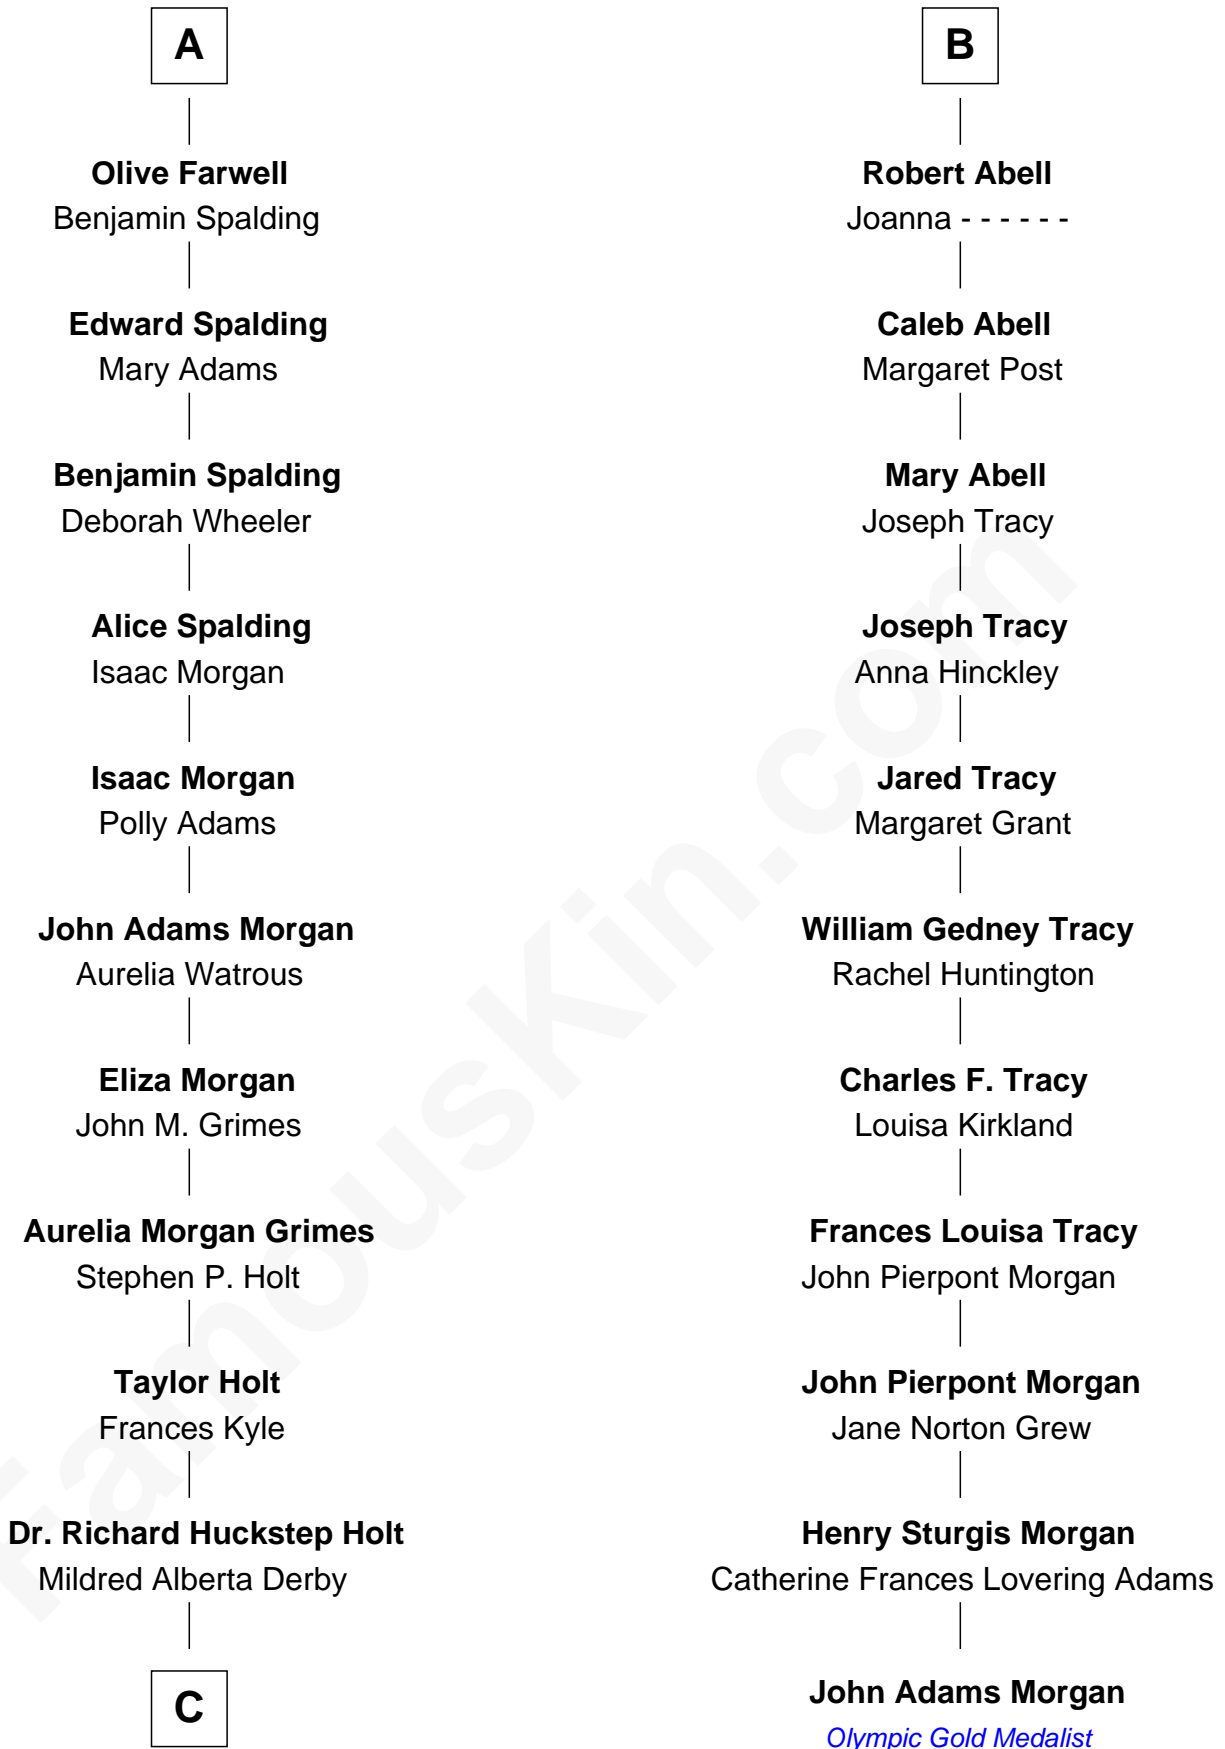 A
Olive Farwell
Benjamin Spalding
Edward Spalding
Mary Adams
Benjamin Spalding
Deborah Wheeler
Alice Spalding
Isaac Morgan
Isaac Morgan
Polly Adams
John Adams Morgan
Aurelia Watrous
Eliza Morgan
John M. Grimes
Aurelia Morgan Grimes
Stephen P. Holt
Taylor Holt
Frances Kyle
Dr. Richard Huckstep Holt
Mildred Alberta Derby
C
B
Robert Abell
Joanna - - - - - -
Caleb Abell
Margaret Post
Mary Abell
Joseph Tracy
Joseph Tracy
Anna Hinckley
Jared Tracy
Margaret Grant
William Gedney Tracy
Rachel Huntington
Charles F. Tracy
Louisa Kirkland
Frances Louisa Tracy
John Pierpont Morgan
John Pierpont Morgan
Jane Norton Grew
Henry Sturgis Morgan
Catherine Frances Lovering Adams
John Adams Morgan
Olympic Gold Medalist
FamousKin.com